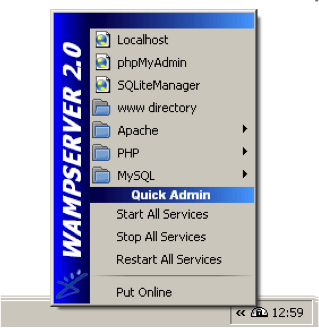 WAMPSERVER 2.0
Localhost
phpMyAdmin
SQLiteManager
www directory
Apache
PHP
MySQL
Quick Admin
Start All Services
Stop All Services
Restart All Services
Put Online
« 12:59